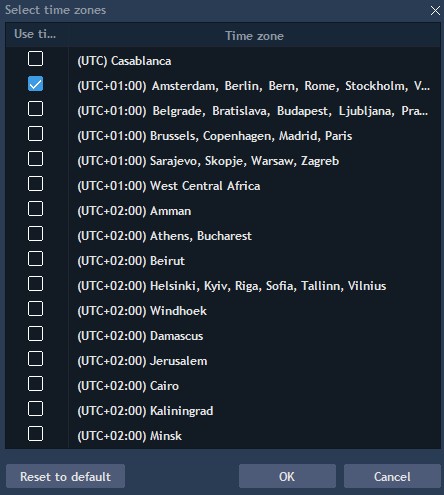 Select time zones
Use ti... Time zone
(UTC) Casablanca
(UTC+01:00) Amsterdam, Berlin, Bern, Rome, Stockholm, V...
(UTC+01:00) Belgrade, Bratislava, Budapest, Ljubljana, Pra...
(UTC+01:00) Brussels, Copenhagen, Madrid, Paris
(UTC+01:00) Sarajevo, Skopje, Warsaw, Zagreb
(UTC+01:00) West Central Africa
(UTC+02:00) Amman
(UTC+02:00) Athens, Bucharest
(UTC+02:00) Beirut
(UTC+02:00) Helsinki, Kyiv, Riga, Sofia, Tallinn, Vilnius
(UTC+02:00) Windhoek
(UTC+02:00) Damascus
(UTC+02:00) Jerusalem
(UTC+02:00) Cairo
(UTC+02:00) Kaliningrad
(UTC+02:00) Minsk
Reset to default OK Cancel